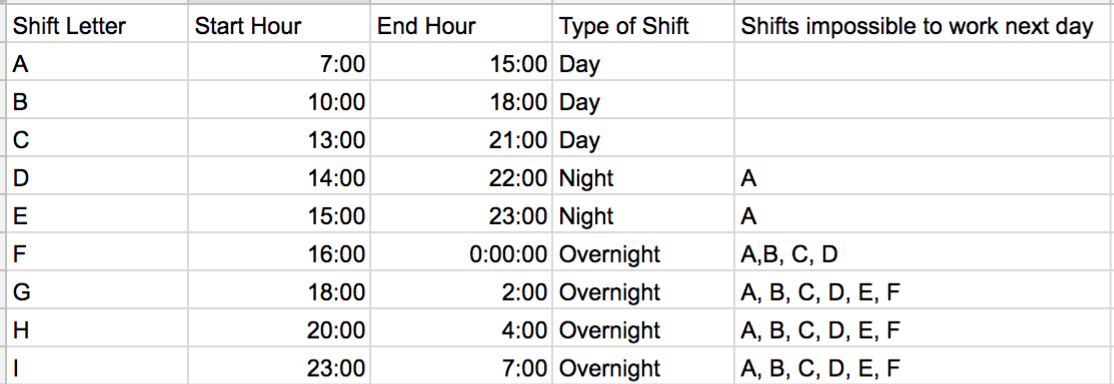 Shift Letter Start Hour End Hour Type of Shift Shifts impossible to work next day
A 7:00 15:00 Day
B 10:00 18:00 Day
C 13:00 21:00 Day
D 14:00 22:00 Night A
E 15:00 23:00 Night A
F 16:00 0:00:00 Overnight A,B, C, D
G 18:00 2:00 Overnight A, B, C, D, E, F
H 20:00 4:00 Overnight A, B, C, D, E, F
I 23:00 7:00 Overnight A, B, C, D, E, F